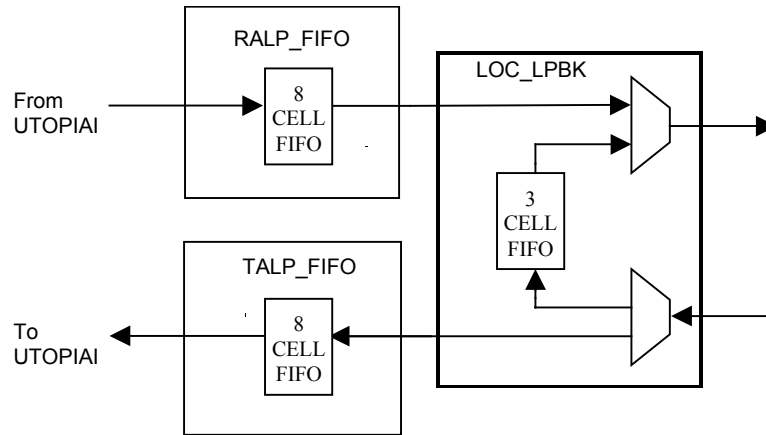 RALP_FIFO
LOC_LPBK
From
UTOPIAI
8
CELL
FIFO
3
CELL
FIFO
TALP_FIFO
To
UTOPIAI
8
CELL
FIFO